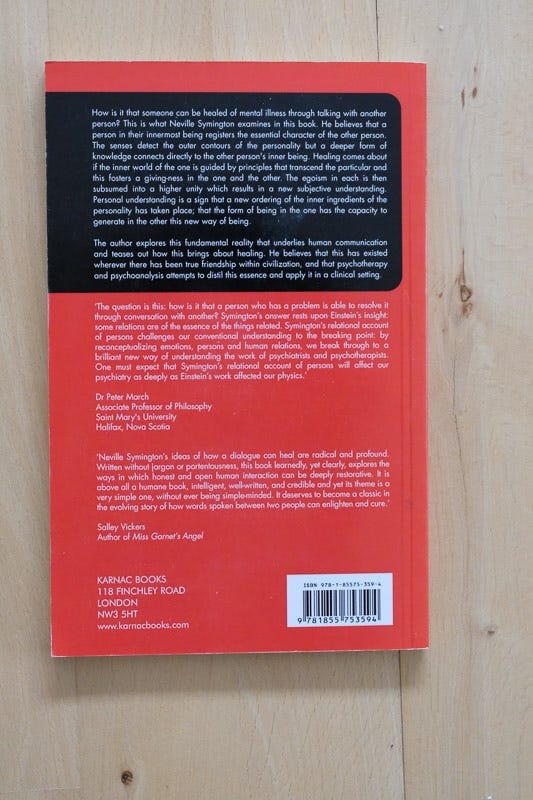 How is it that someone can be healed of mental illness through talking with another
person? This is what Neville Symington examines in this book. He believes that a
person in their innermost being registers the essential character of the other person.
The senses detect the outer contours of the personality but a deeper form of
knowledge connects directly to the other person's inner being. Healing comes about
if the inner world of the one is guided by principles that transcend the particular and
this fosters a giving-ness in the one and the other. The egoism in each is then
subsumed into a higher unity which results in a new subjective understanding.
Personal understanding is a sign that a new ordering of the inner ingredients of the
personality has taken place; that the form of being in the one has the capacity to
generate in the other this new way of being.
The author explores this fundamental reality that underlies human communication
and teases out how this brings about healing. He believes that this has existed
wherever there has been true friendship within civilization, and that psychotherapy
and psychoanalysis attempts to distil this essence and apply it in a clinical setting.
'The question is this: how is it that a person who has a problem is able to resolve it
through conversation with another? Symington's answer rests upon Einstein's insight:
some relations are of the essence of the things related. Symington's relational account
of persons challenges our conventional understanding to the breaking point: by
reconceptualizing emotions, persons and human relations, we break through to a
brilliant new way of understanding the work of psychiatrists and psychotherapists.
One must expect that Symington's relational account of persons will affect our
psychiatry as deeply as Einstein's work affected our physics.'
Dr Peter March
Associate Professor of Philosophy
Saint Mary's University
Halifax, Nova Scotia
'Neville Symington's ideas of how a dialogue can heal are radical and profound.
Written without jargon or portentousness, this book learnedly, yet clearly, explores the
ways in which honest and open human interaction can be deeply restorative. It is
above all a humane book, intelligent, well-written, and credible and yet its theme is a
very simple one, without ever being simple-minded. It deserves to become a classic in
the evolving story of how words spoken between two people can enlighten and cure.'
Salley Vickers
Author of Miss Garnet's Angel
KARNAC BOOKS
118 FINCHLEY ROAD
LONDON
NW3 5HT
www.karnacbooks.com
ISBN 978-1-85575-359-4
9 781855 753594